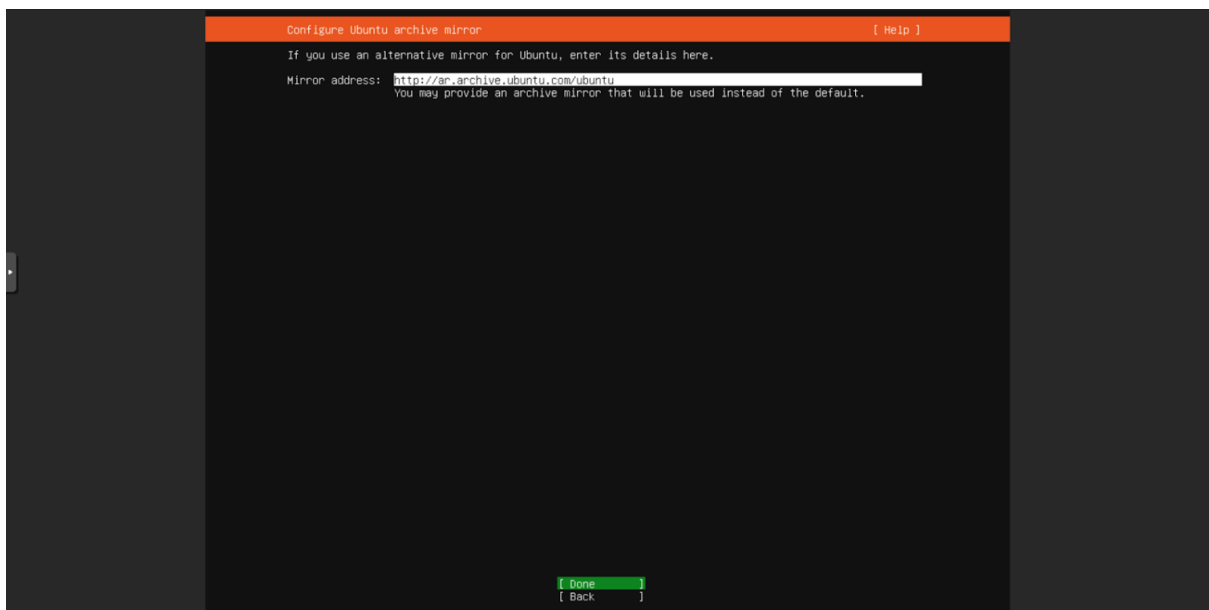 Configure Ubuntu archive mirror [ Help ]
If you use an alternative mirror for Ubuntu, enter its details here.
Mirror address: http://ar.archive.ubuntu.com/ubuntu
You may provide an archive mirror that will be used instead of the default.
[ Done ]
[ Back ]